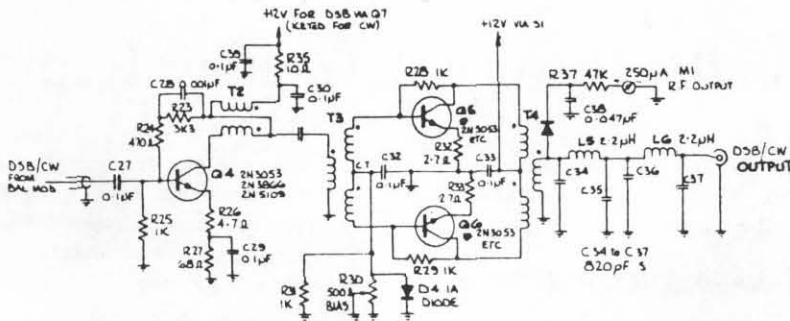 +12V FOR DSB VIA Q7
(KEYED FOR CW)
+12V VIA S1
C39
0.1µF
R35
10Ω
C28
.001µF
T2
C30
0.1µF
R23
3K3
R24
470Ω
DSB/CW
FROM
BAL MOD
C27
0.1µF
Q4
2N3053
2N3866
2N5109
R25
1K
R26
4.7Ω
R27
68Ω
C29
0.1µF
T3
CT
C32
0.1µF
R28 1K
Q5
2N3053
ETC
R32
2.7Ω
C33
0.1µF
R33
2.7Ω
Q6
2N3053
ETC
R29 1K
R31
1K
R30
500Ω
BIAS
D4 1A
DIODE
T4
R37 47K
250µA M1
R.F OUTPUT
C38
0.047µF
L5 2.2µH
L6 2.2µH
C34
C35
C36
C37
DSB/CW
OUTPUT
C34 to C37
820pF S